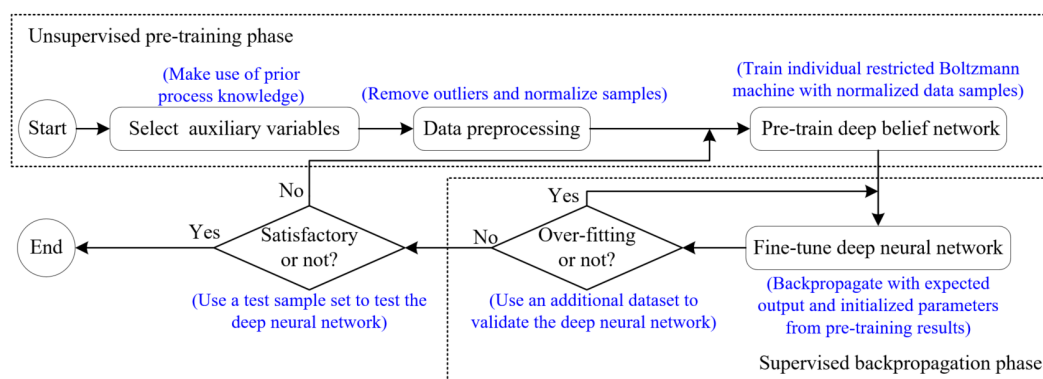 Unsupervised pre-training phase
(Make use of prior
process knowledge)
(Remove outliers and normalize samples)
(Train individual restricted Boltzmann
machine with normalized data samples)
Start
Select auxiliary variables
Data preprocessing
Pre-train deep belief network
No
Yes
End
Yes
Satisfactory
or not?
No
Over-fitting
or not?
Fine-tune deep neural network
(Use a test sample set to test the
deep neural network)
(Use an additional dataset to
validate the deep neural network)
(Backpropagate with expected
output and initialized parameters
from pre-training results)
Supervised backpropagation phase